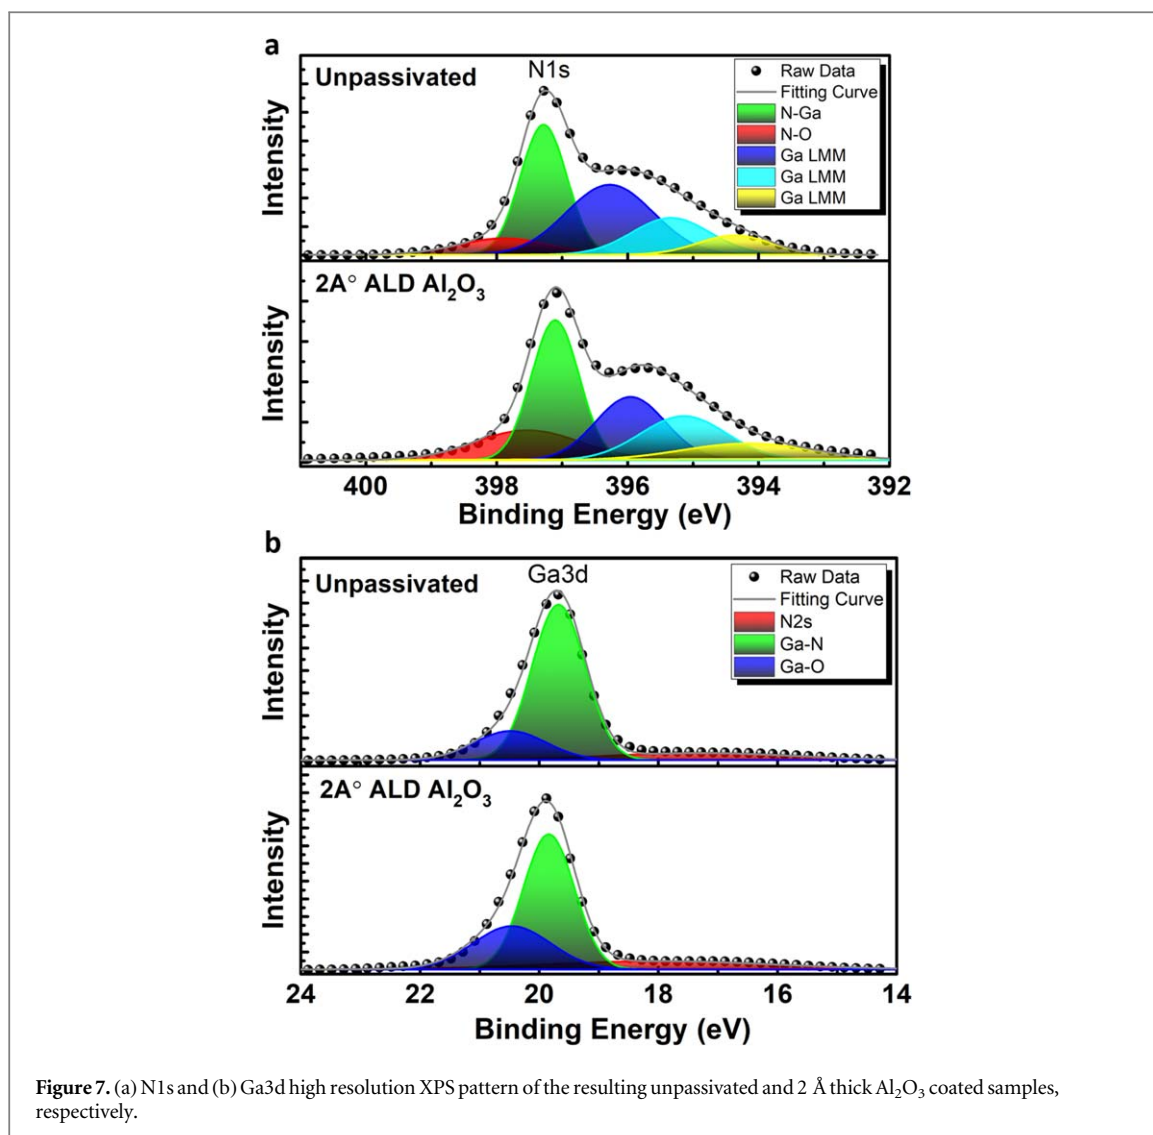 a
Unpassivated
N1s
Raw Data
Fitting Curve
N-Ga
N-O
Ga LMM
Ga LMM
Ga LMM
Intensity
2A° ALD Al₂O₃
Intensity
400 398 396 394 392
Binding Energy (eV)
b
Unpassivated
Ga3d
Raw Data
Fitting Curve
N2s
Ga-N
Ga-O
Intensity
2A° ALD Al₂O₃
Intensity
24 22 20 18 16 14
Binding Energy (eV)
Figure 7. (a) N1s and (b) Ga3d high resolution XPS pattern of the resulting unpassivated and 2 Å thick Al₂O₃ coated samples,
respectively.